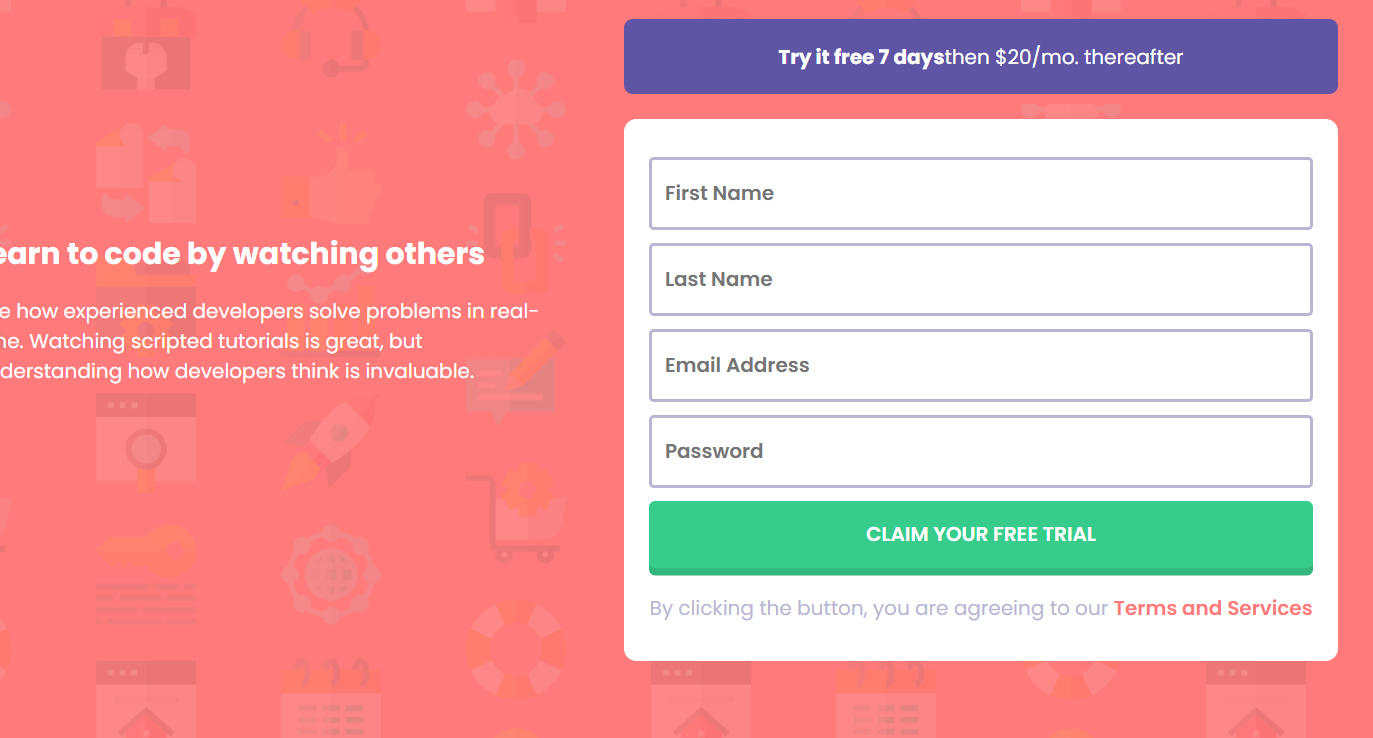 earn to code by watching others
e how experienced developers solve problems in real-
ne. Watching scripted tutorials is great, but
derstanding how developers think is invaluable.
Try it free 7 daysthen $20/mo. thereafter
First Name
Last Name
Email Address
Password
CLAIM YOUR FREE TRIAL
By clicking the button, you are agreeing to our Terms and Services